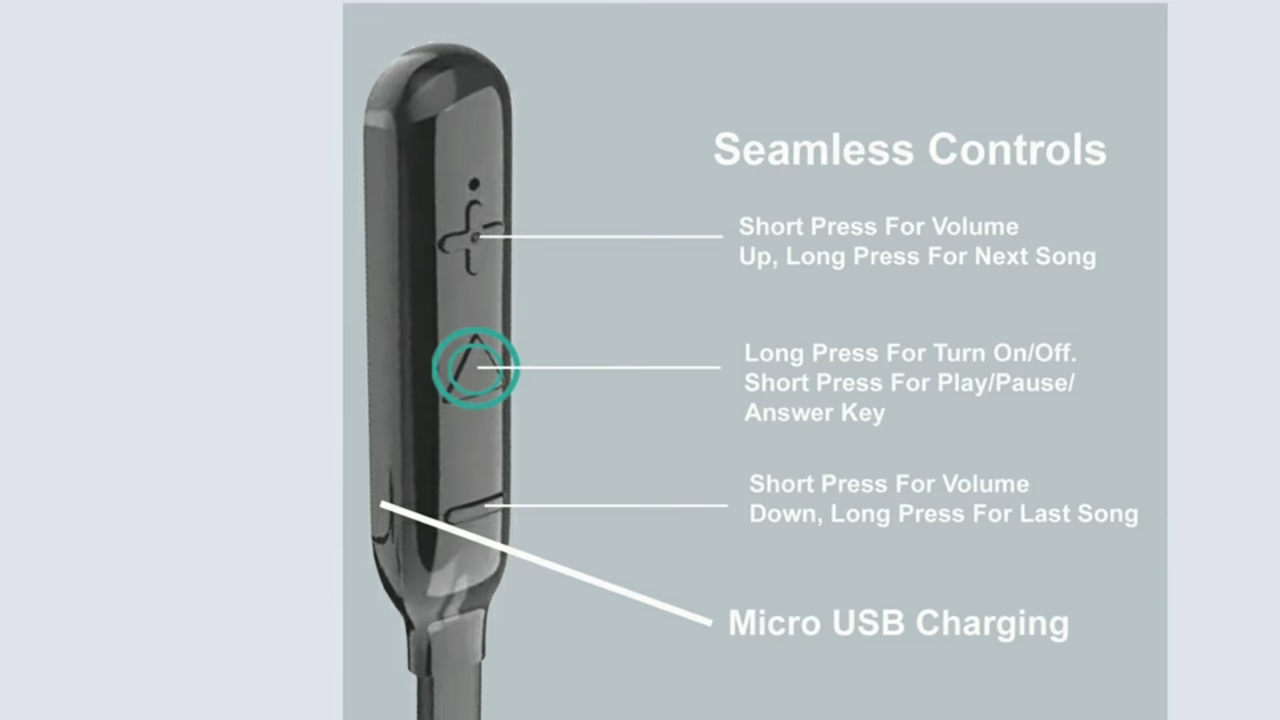 Seamless Controls
Short Press For Volume
Up, Long Press For Next Song
Long Press For Turn On/Off.
Short Press For Play/Pause/
Answer Key
Short Press For Volume
Down, Long Press For Last Song
Micro USB Charging